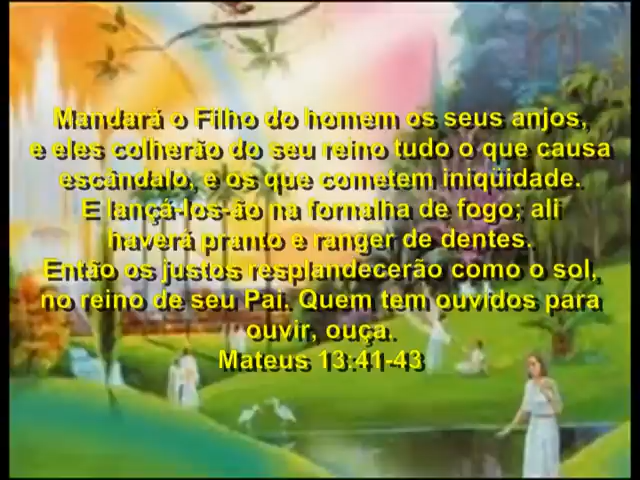 Mandará o Filho do homem os seus anjos,
e eles colherão do seu reino tudo o que causa
escândalo, e os que cometem iniqüidade.
E lançá-los-ão na fornalha de fogo; ali
haverá pranto e ranger de dentes.
Então os justos resplandecerão como o sol,
no reino de seu Pai. Quem tem ouvidos para
ouvir, ouça.
Mateus 13:41-43